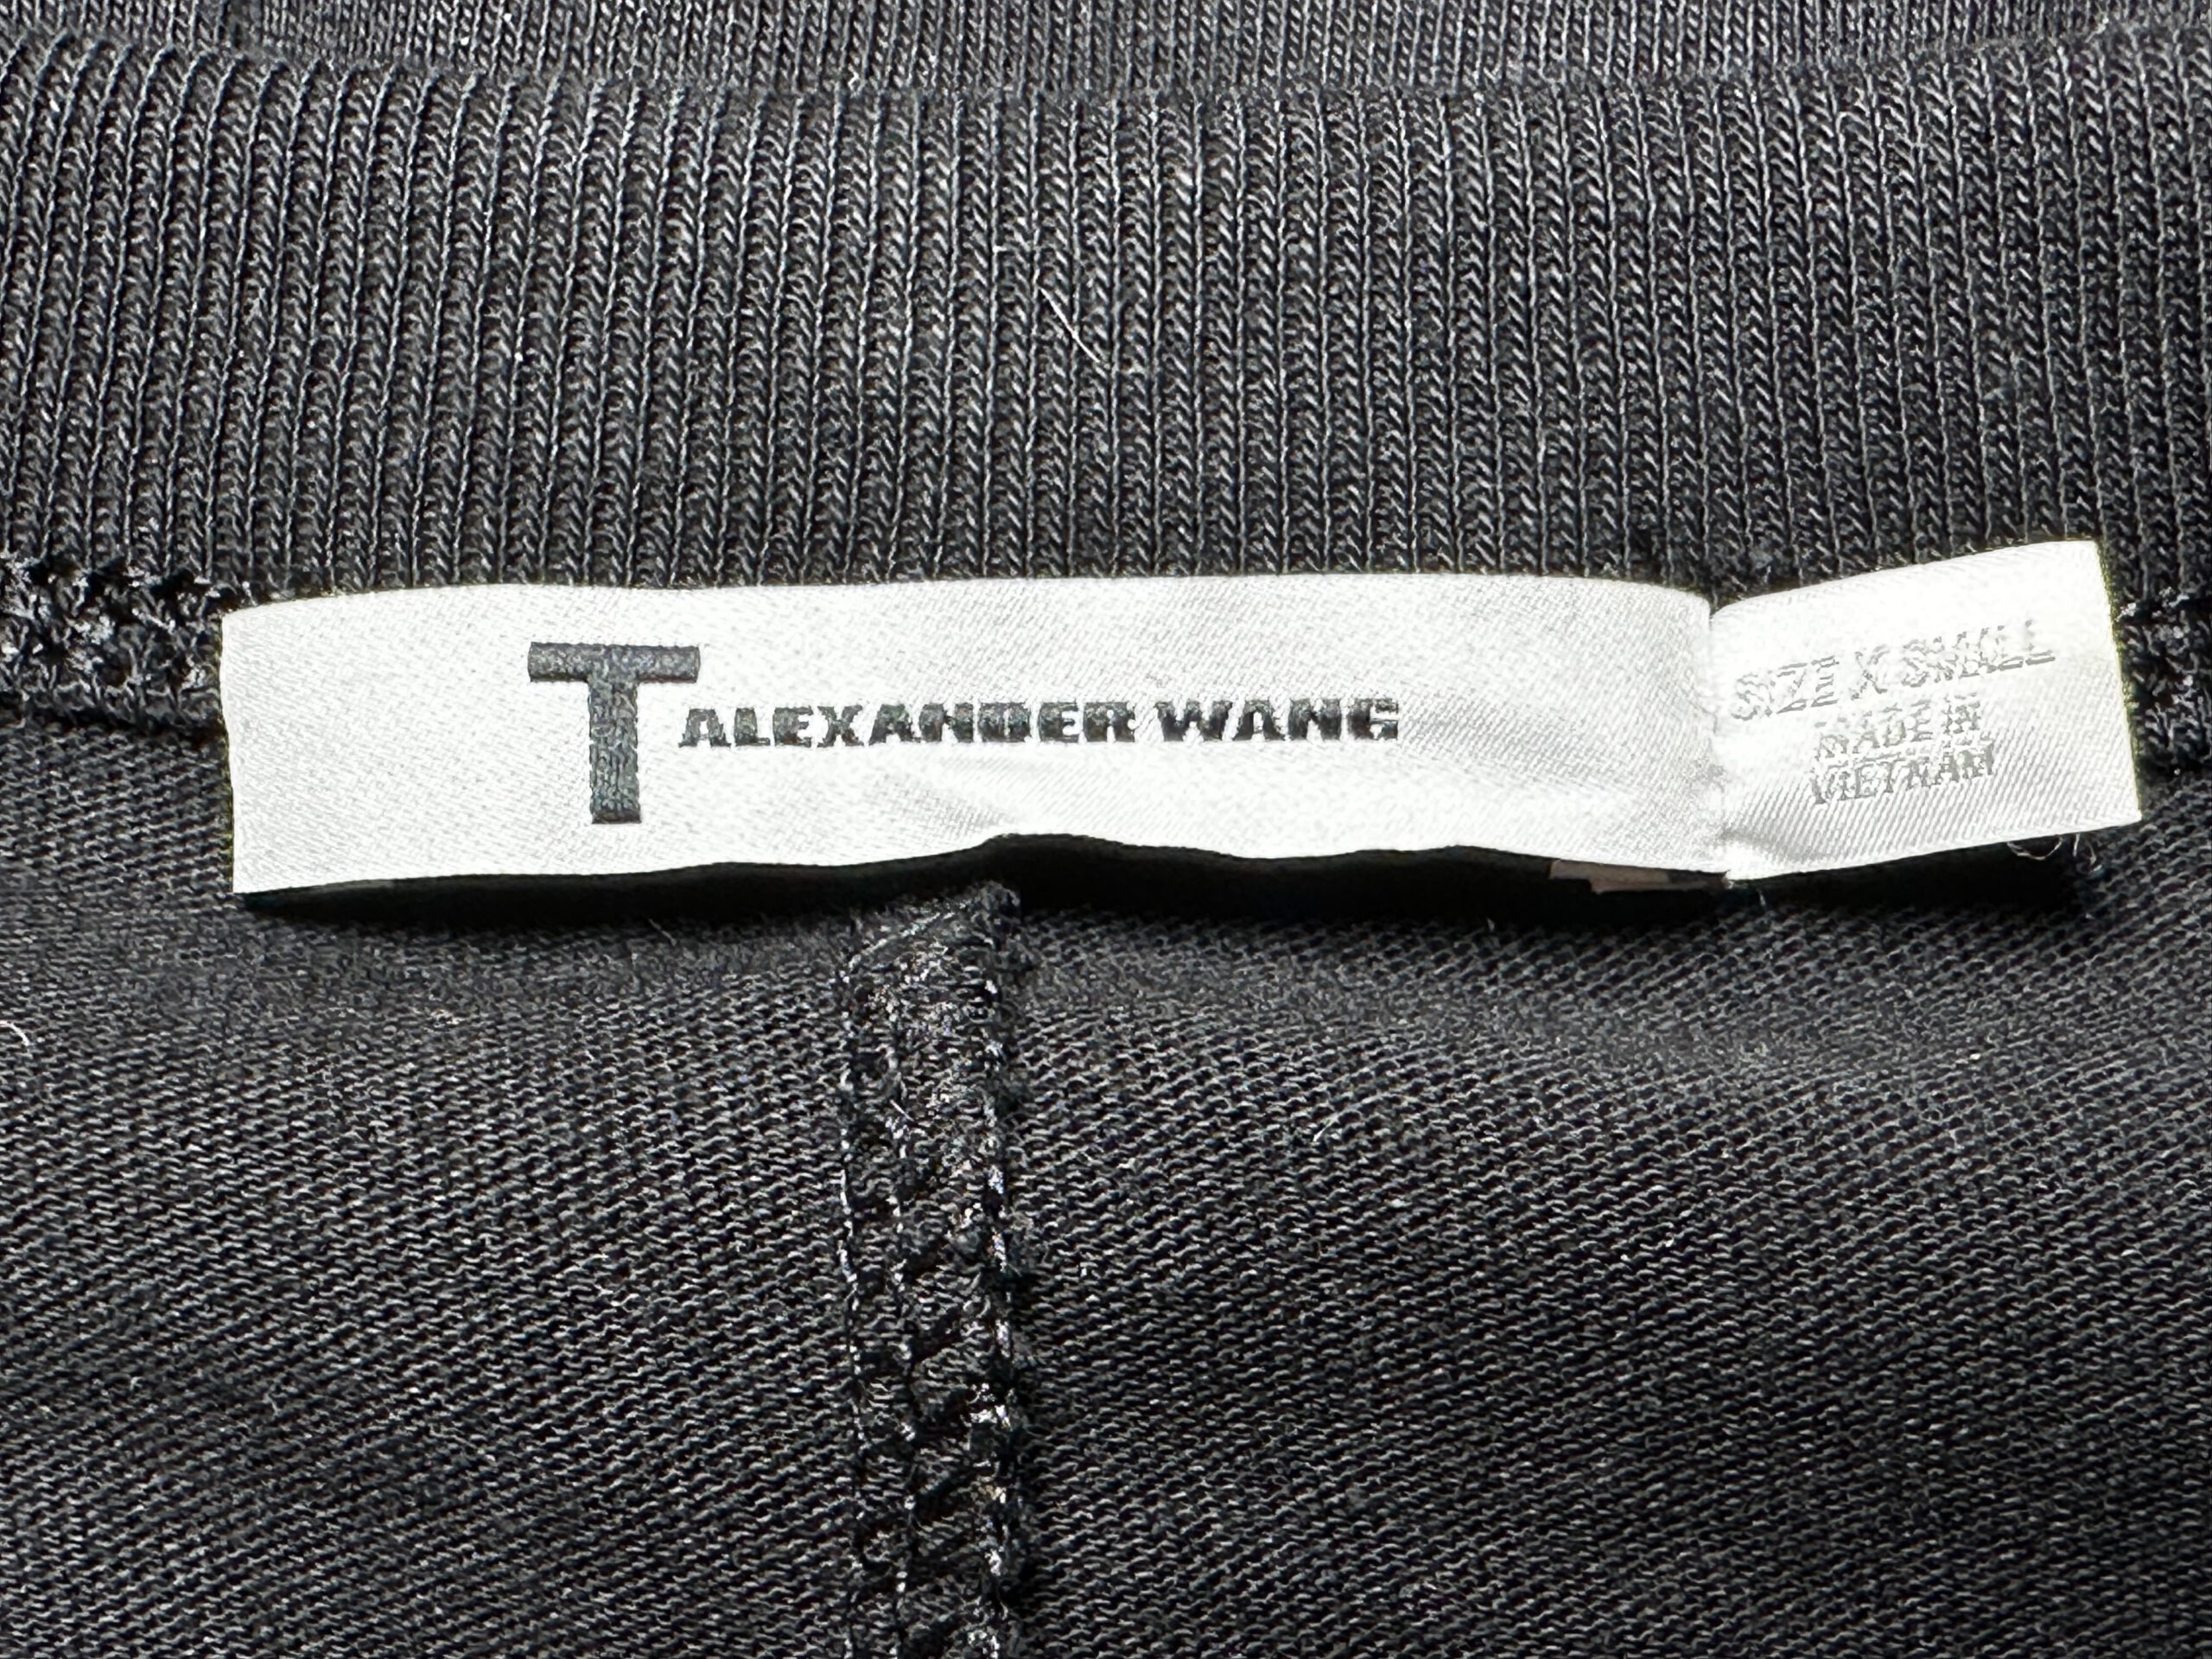 T ALEXANDER WANG
SIZE X SMALL
MADE IN
VIETNAM